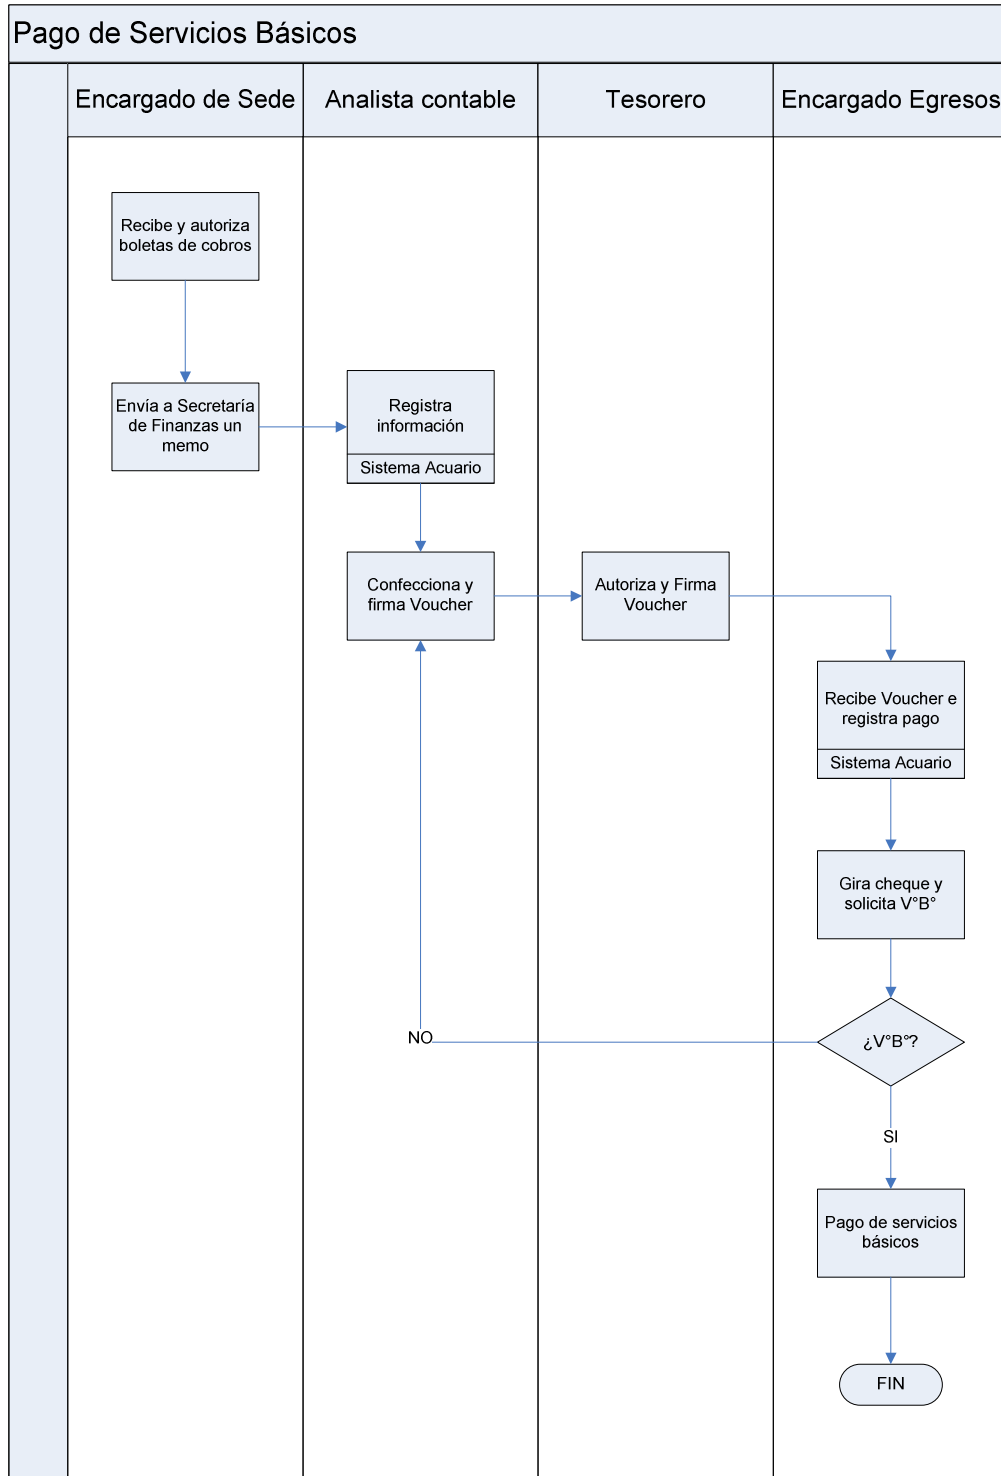 Pago de Servicios Básicos
Encargado de Sede
Analista contable
Tesorero
Encargado Egresos
Recibe y autoriza
boletas de cobros
Envía a Secretaría
de Finanzas un
memo
Registra
información
Sistema Acuario
Confecciona y
firma Voucher
Autoriza y Firma
Voucher
Recibe Voucher e
registra pago
Sistema Acuario
Gira cheque y
solicita V°B°
¿V°B°?
NO
SI
Pago de servicios
básicos
FIN